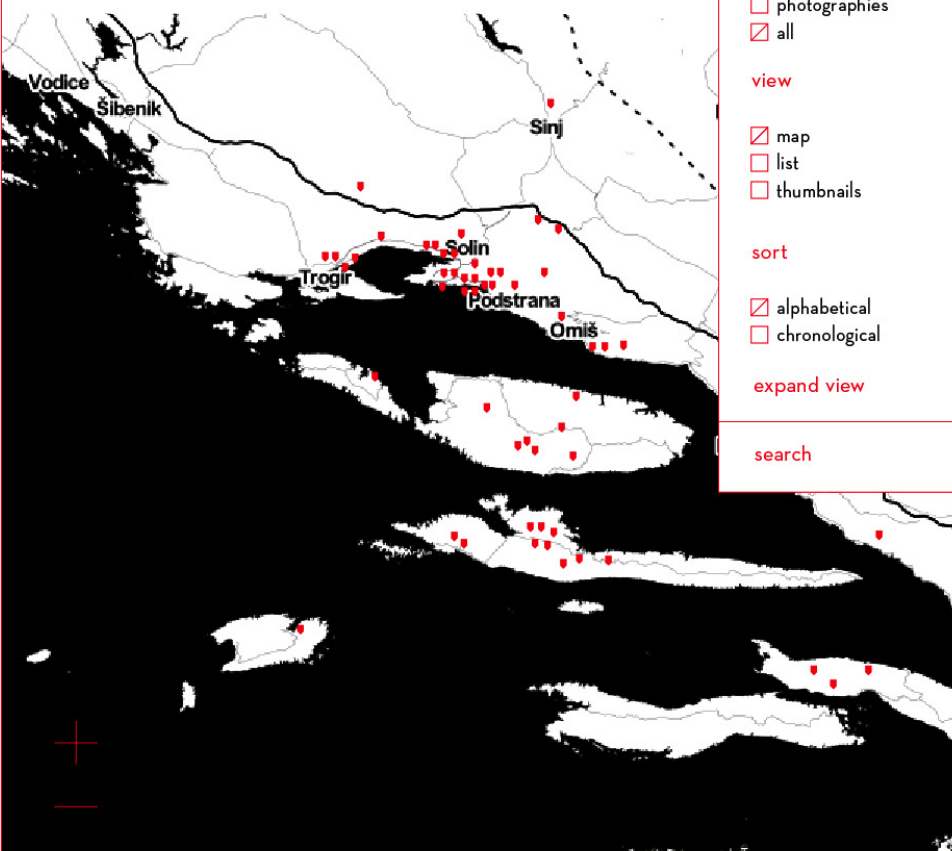 photographies
all
view
Vodice
Šibenik
Sinj
map
list
thumbnails
Solin
sort
Trogir
Podstrana
alphabetical
Omiš
chronological
expand view
search